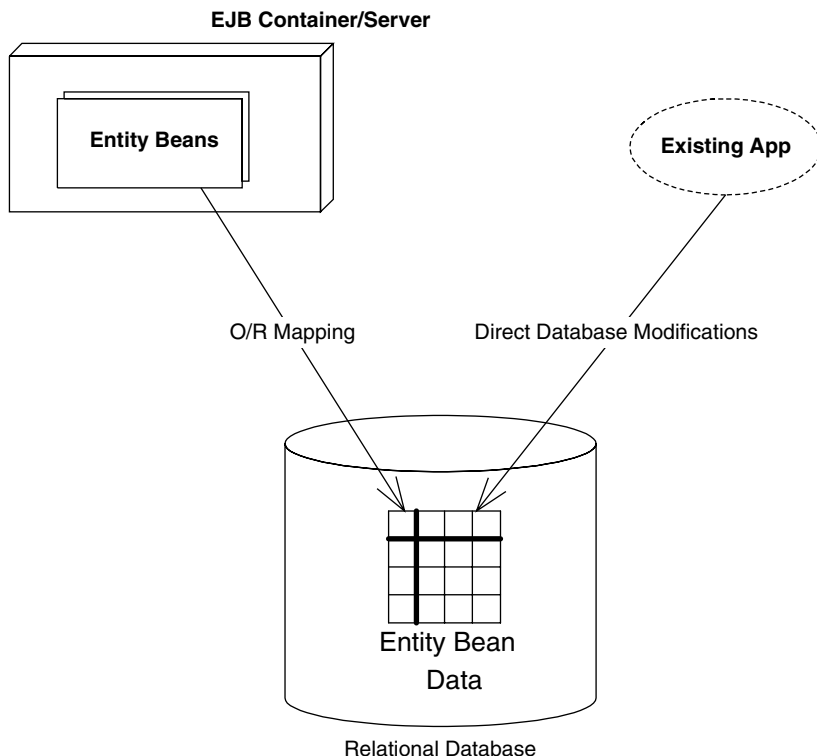 EJB Container/Server
Entity Beans
Existing App
O/R Mapping
Direct Database Modifications
Entity Bean
Data
Relational Database